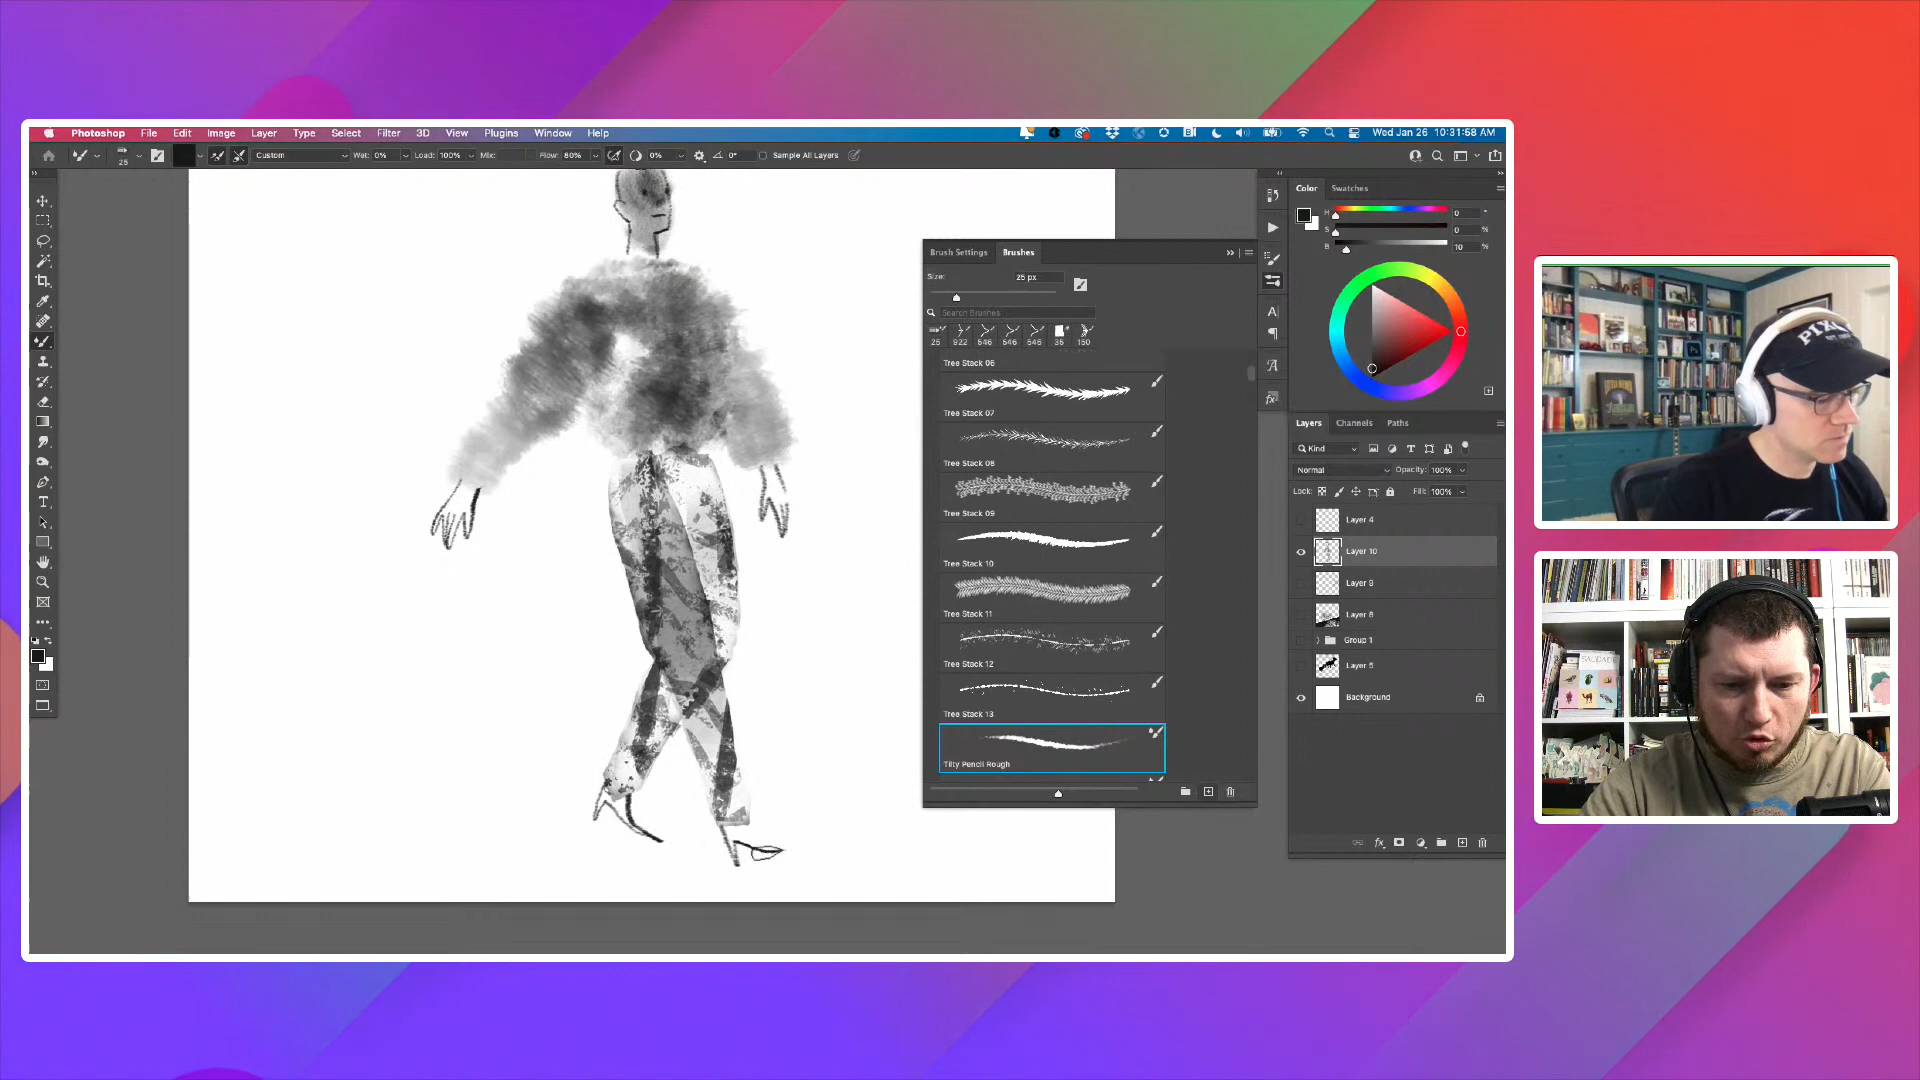 Photoshop File Edit Image Layer Type Select Filter 3D View Plugins Window Help Wed Jan 26 10:31:58 AM
25 Custom Wet: 0% Load: 100% Mix: Flow: 80% 0% 0° Sample All Layers
Color Swatches
H 0 °
S 0 %
B 10 %
Brush Settings Brushes
Size: 25 px
Search Brushes
25 922 546 546 546 35 150
Tree Stack 06
Tree Stack 07
Tree Stack 08
Tree Stack 09
Tree Stack 10
Tree Stack 11
Tree Stack 12
Tree Stack 13
Tilty Pencil Rough
Layers Channels Paths
Kind
Normal Opacity: 100%
Lock: Fill: 100%
Layer 4
Layer 10
Layer 9
Layer 8
Group 1
Layer 5
Background
SAUDADE